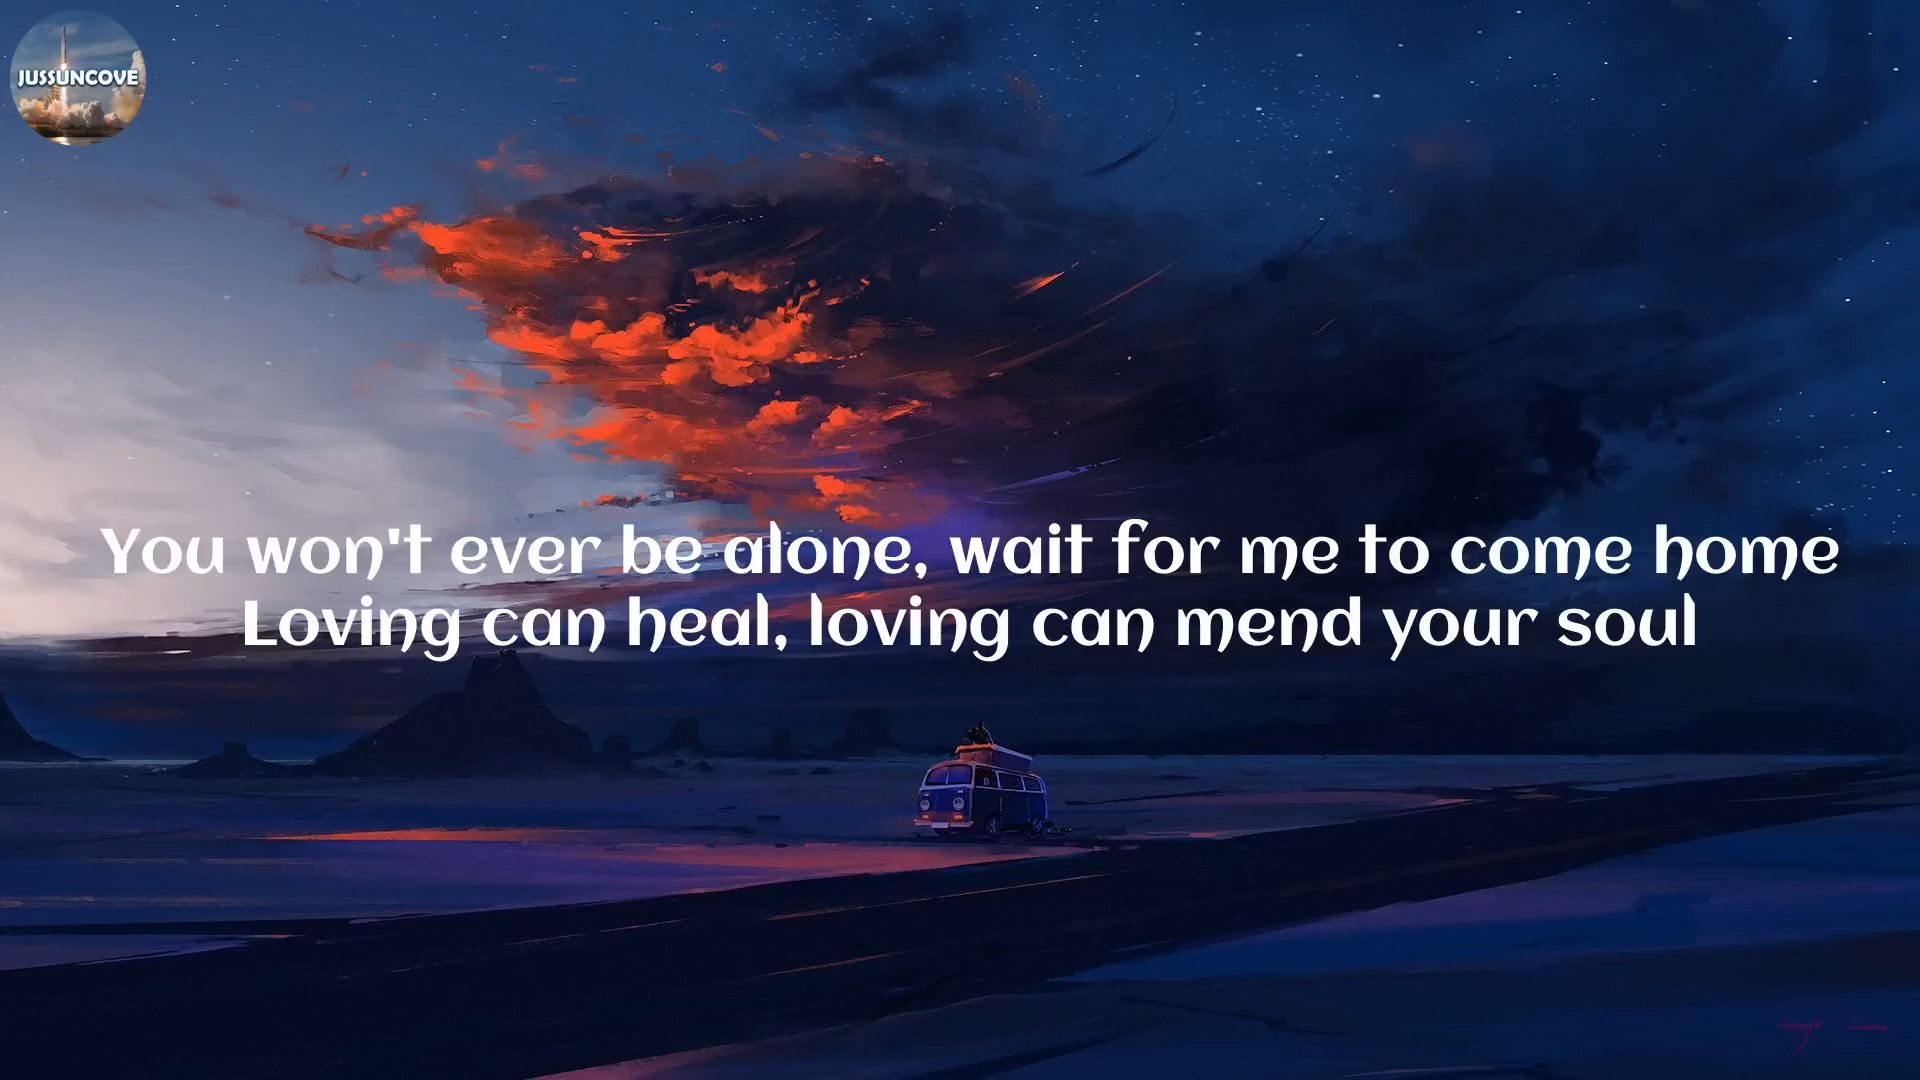 JUSSUNCOVE
You won't ever be alone, wait for me to come home
Loving can heal, loving can mend your soul